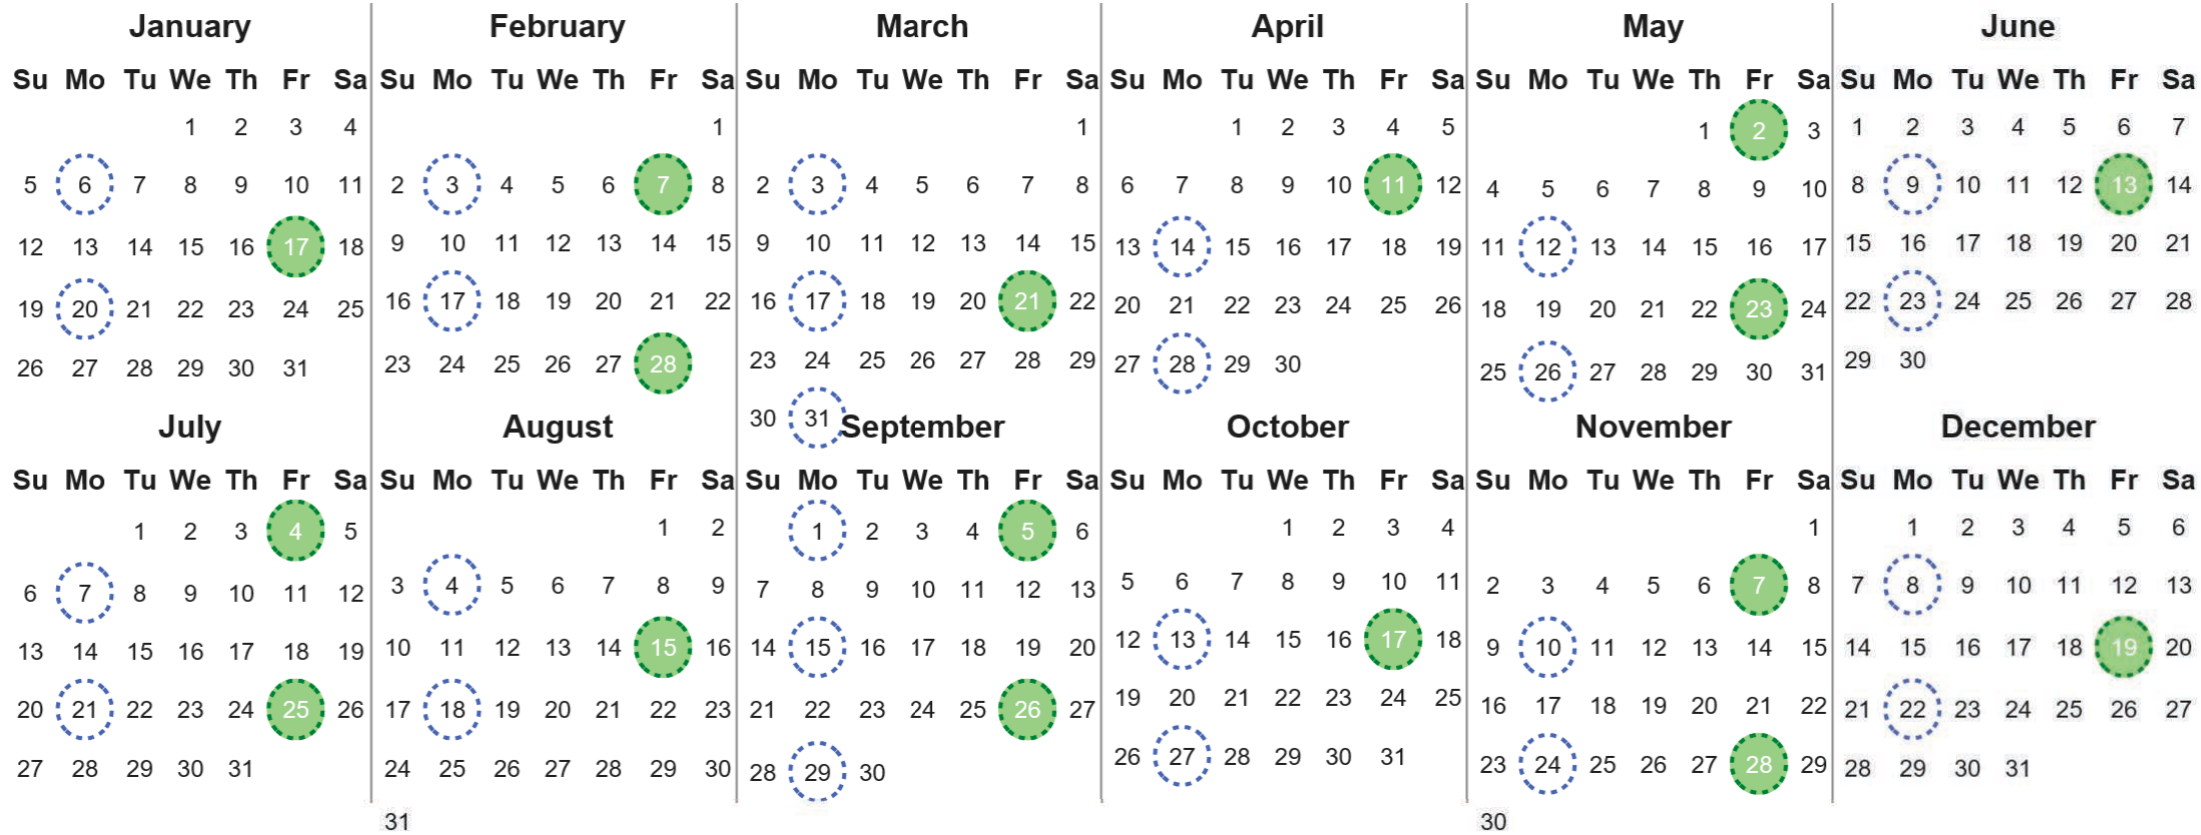 January
Su Mo Tu We Th Fr Sa
1 2 3 4
5 6 7 8 9 10 11
12 13 14 15 16 17 18
19 20 21 22 23 24 25
26 27 28 29 30 31
February
Su Mo Tu We Th Fr Sa
1
2 3 4 5 6 7 8
9 10 11 12 13 14 15
16 17 18 19 20 21 22
23 24 25 26 27 28
March
Su Mo Tu We Th Fr Sa
1
2 3 4 5 6 7 8
9 10 11 12 13 14 15
16 17 18 19 20 21 22
23 24 25 26 27 28 29
30 31
April
Su Mo Tu We Th Fr Sa
1 2 3 4 5
6 7 8 9 10 11 12
13 14 15 16 17 18 19
20 21 22 23 24 25 26
27 28 29 30
May
Su Mo Tu We Th Fr Sa
1 2 3
4 5 6 7 8 9 10
11 12 13 14 15 16 17
18 19 20 21 22 23 24
25 26 27 28 29 30 31
June
Su Mo Tu We Th Fr Sa
1 2 3 4 5 6 7
8 9 10 11 12 13 14
15 16 17 18 19 20 21
22 23 24 25 26 27 28
29 30
July
Su Mo Tu We Th Fr Sa
1 2 3 4 5
6 7 8 9 10 11 12
13 14 15 16 17 18 19
20 21 22 23 24 25 26
27 28 29 30 31
August
Su Mo Tu We Th Fr Sa
1 2
3 4 5 6 7 8 9
10 11 12 13 14 15 16
17 18 19 20 21 22 23
24 25 26 27 28 29 30
31
September
Su Mo Tu We Th Fr Sa
1 2 3 4 5 6
7 8 9 10 11 12 13
14 15 16 17 18 19 20
21 22 23 24 25 26 27
28 29 30
October
Su Mo Tu We Th Fr Sa
1 2 3 4
5 6 7 8 9 10 11
12 13 14 15 16 17 18
19 20 21 22 23 24 25
26 27 28 29 30 31
November
Su Mo Tu We Th Fr Sa
1
2 3 4 5 6 7 8
9 10 11 12 13 14 15
16 17 18 19 20 21 22
23 24 25 26 27 28 29
30
December
Su Mo Tu We Th Fr Sa
1 2 3 4 5 6
7 8 9 10 11 12 13
14 15 16 17 18 19 20
21 22 23 24 25 26 27
28 29 30 31